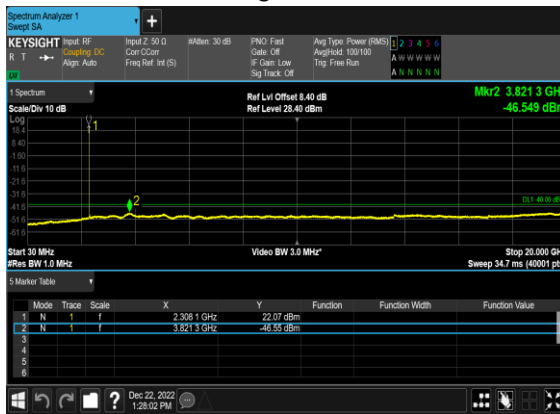 Spectrum Analyzer 1
Swept SA
+
KEYSIGHT Input: RF Input Z: 50 Ω #Atten: 30 dB PNO: Fast Avg Type: Power (RMS) 1 2 3 4 5 6
R T Coupling: DC Corr CCorr Gate: Off Avg|Hold: 100/100 A W W W W W
Align: Auto Freq Ref: Int (S) IF Gain: Low Trig: Free Run
Sig Track: Off A N N N N N
1 Spectrum Ref Lvl Offset 8.40 dB Mkr2 3.821 3 GH
Scale/Div 10 dB Ref Level 28.40 dBm -46.549 dBr
Log
18.4
1
8.40
-1.60
-11.6
-21.6
-31.6
2
DL1 -40.00 dB
-41.6
-51.6
-61.6
Start 30 MHz Video BW 3.0 MHz* Stop 20.000 GH
#Res BW 1.0 MHz Sweep 34.7 ms (40001 pt
5 Marker Table
Mode Trace Scale X Y Function Function Width Function Value
1 N 1 f 2.308 1 GHz 22.07 dBm
2 N 1 f 3.821 3 GHz -46.55 dBm
3
4
5
6
? Dec 22, 2022
1:28:02 PM